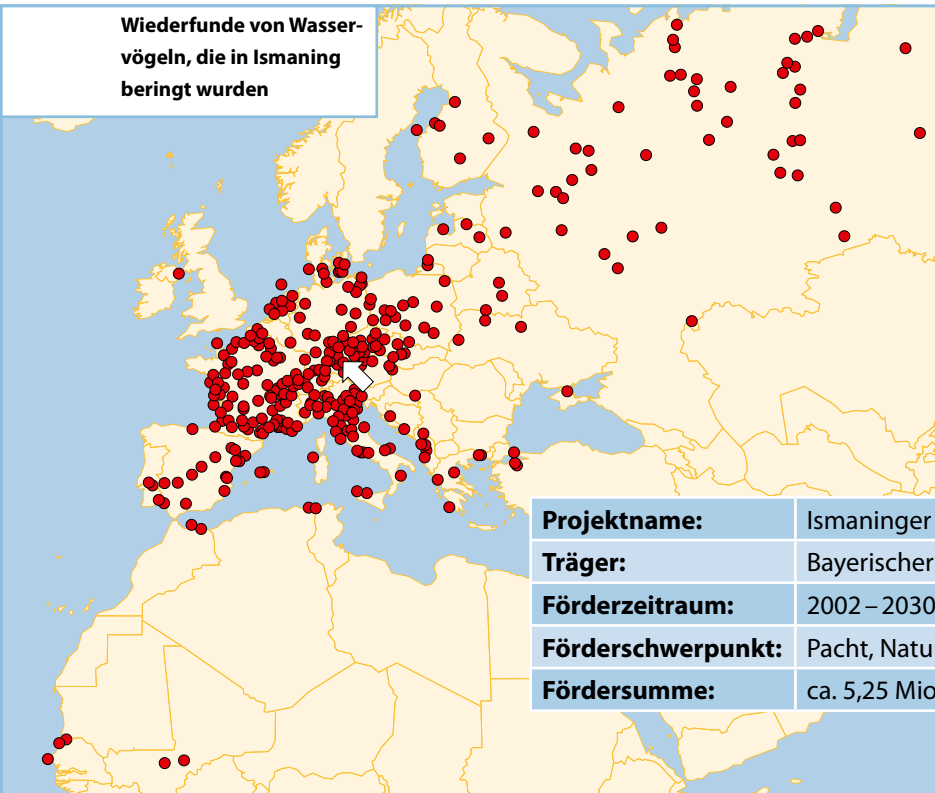 Wiederfunde von Wasser-
vögeln, die in Ismaning
beringt wurden
Projektname: Ismaninger
Träger: Bayerischer
Förderzeitraum: 2002 – 2030
Förderschwerpunkt: Pacht, Natu
Fördersumme: ca. 5,25 Mio